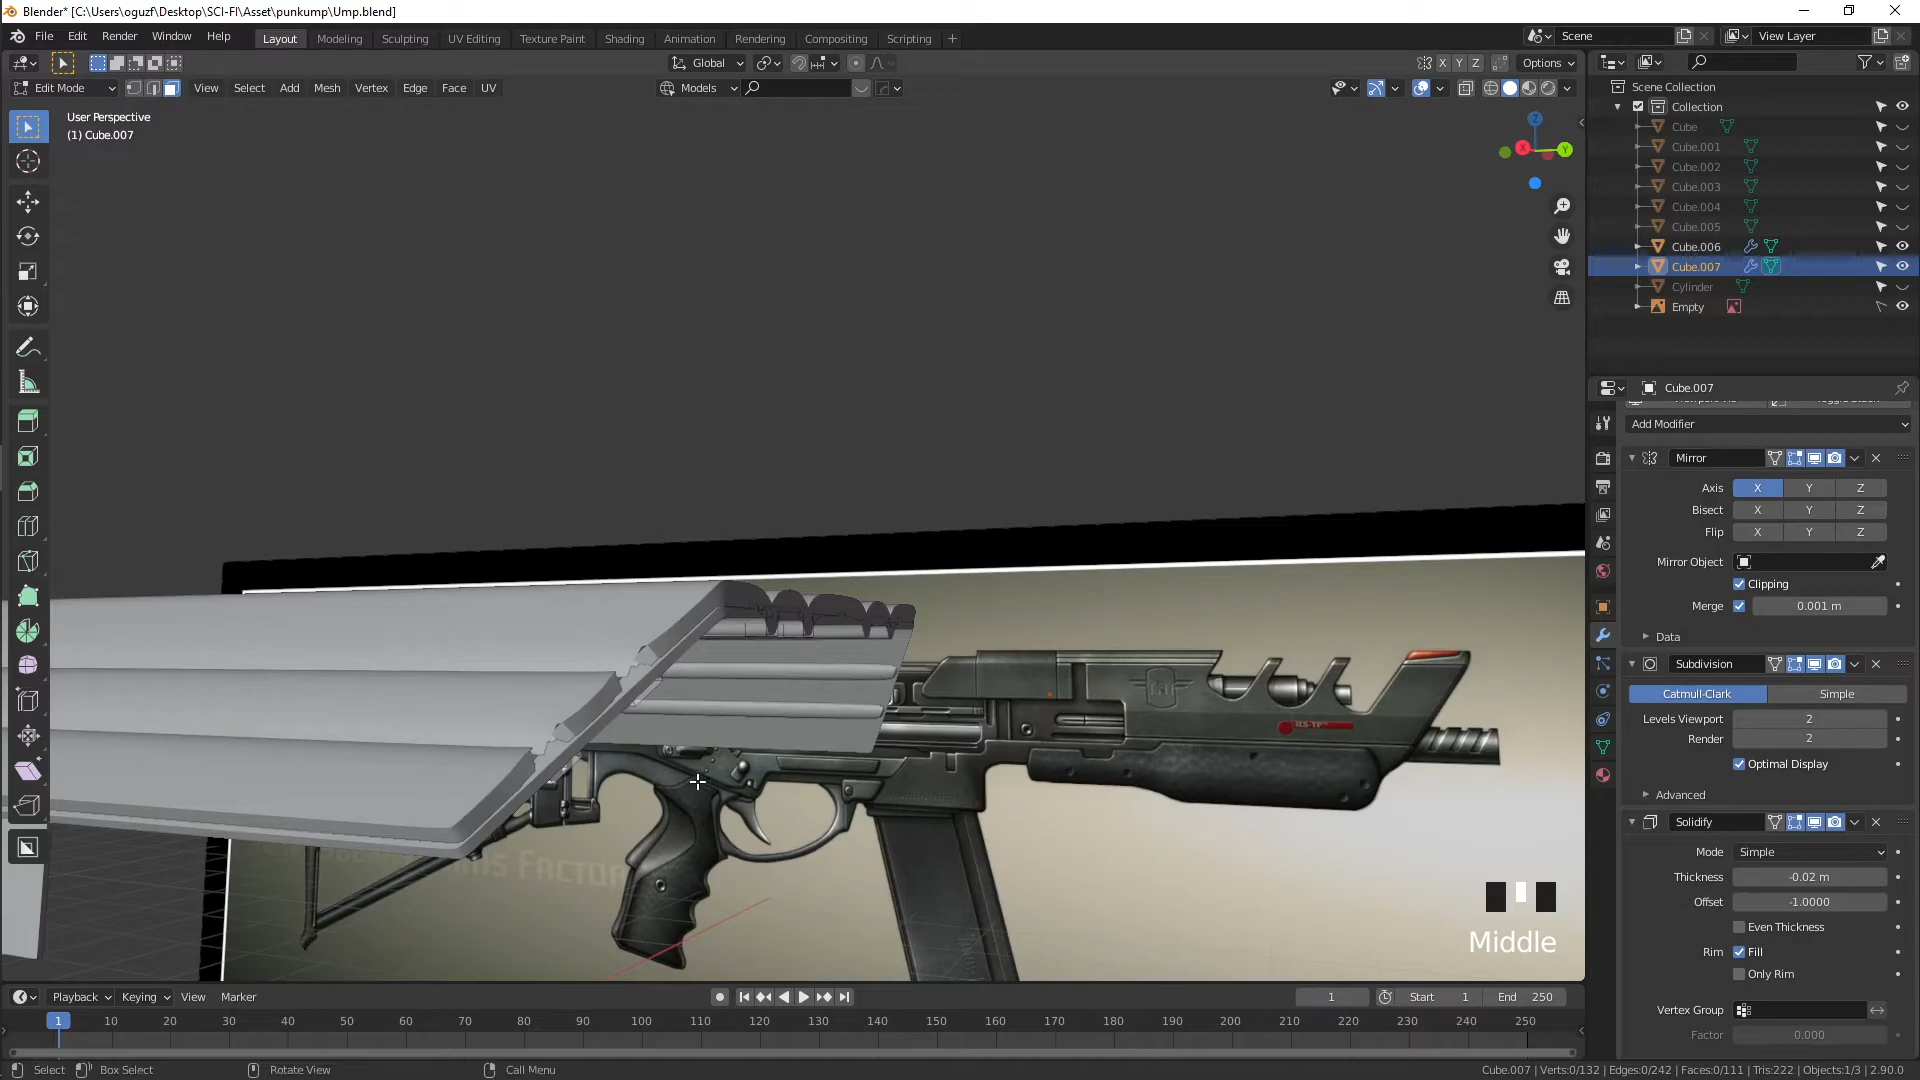 Blender* [C:\Users\oguzf\Desktop\SCI-FI\Asset\punkump\Ump.blend]
File Edit Render Window Help
Layout Modeling Sculpting UV Editing Texture Paint Shading Animation Rendering Compositing Scripting
Scene
View Layer
Global
X Y Z Options
Edit Mode
View Select Add Mesh Vertex Edge Face UV
Models
User Perspective
(1) Cube.007
Z
X
Y
Scene Collection
Collection
Cube
Cube.001
Cube.002
Cube.003
Cube.004
Cube.005
Cube.006
Cube.007
Cylinder
Empty
Cube.007
Add Modifier
Mirror
Axis X Y Z
Bisect X Y Z
Flip X Y Z
Mirror Object
Clipping
Merge 0.001 m
Data
Subdivision
Catmull-Clark Simple
Levels Viewport 2
Render 2
Optimal Display
Advanced
Solidify
Mode Simple
Thickness -0.02 m
Offset -1.0000
Even Thickness
Rim Fill
Only Rim
Vertex Group
Factor 0.000
Middle
Playback Keying View Marker
1 Start 1 End 250
1 10 20 30 40 50 60 70 80 90 100 110 120 130 140 150 160 170 180 190 200 210 220 230 240 250
Select Box Select Rotate View Call Menu
Cube.007 | Verts:0/132 | Edges:0/242 | Faces:0/111 | Tris:222 | Objects:1/3 | 2.90.0